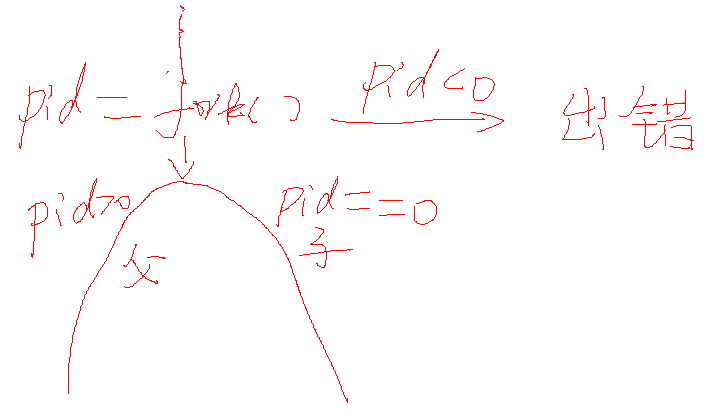 pid = fork() pid<0 出错
pid>0 pid==0
父 子